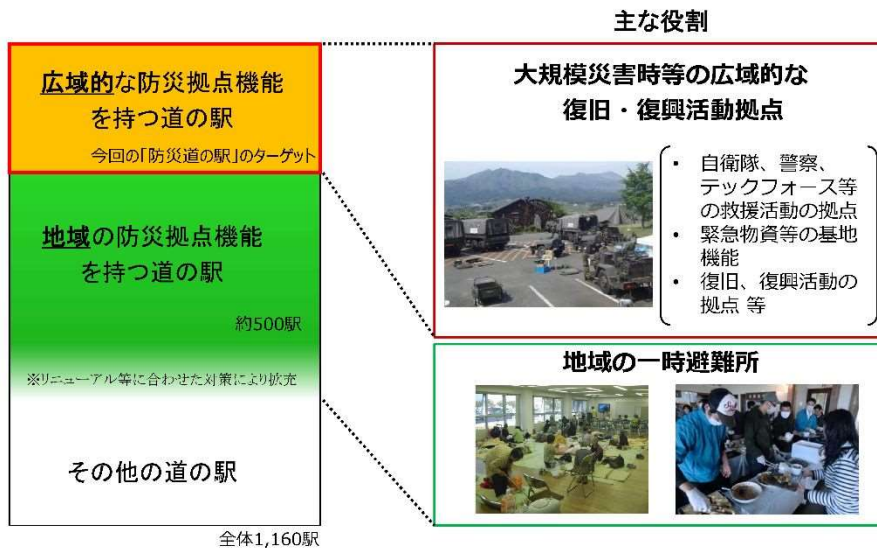 主な役割
広域的な防災拠点機能
を持つ道の駅
今回の「防災道の駅」のターゲット
地域の防災拠点機能
を持つ道の駅
約500駅
※リニューアル等に合わせた対策により拡充
その他の道の駅
全体1,160駅
大規模災害時等の広域的な
復旧・復興活動拠点
• 自衛隊、警察、
テックフォース等
の救援活動の拠点
• 緊急物資等の基地
機能
• 復旧、復興活動の
拠点 等
地域の一時避難所